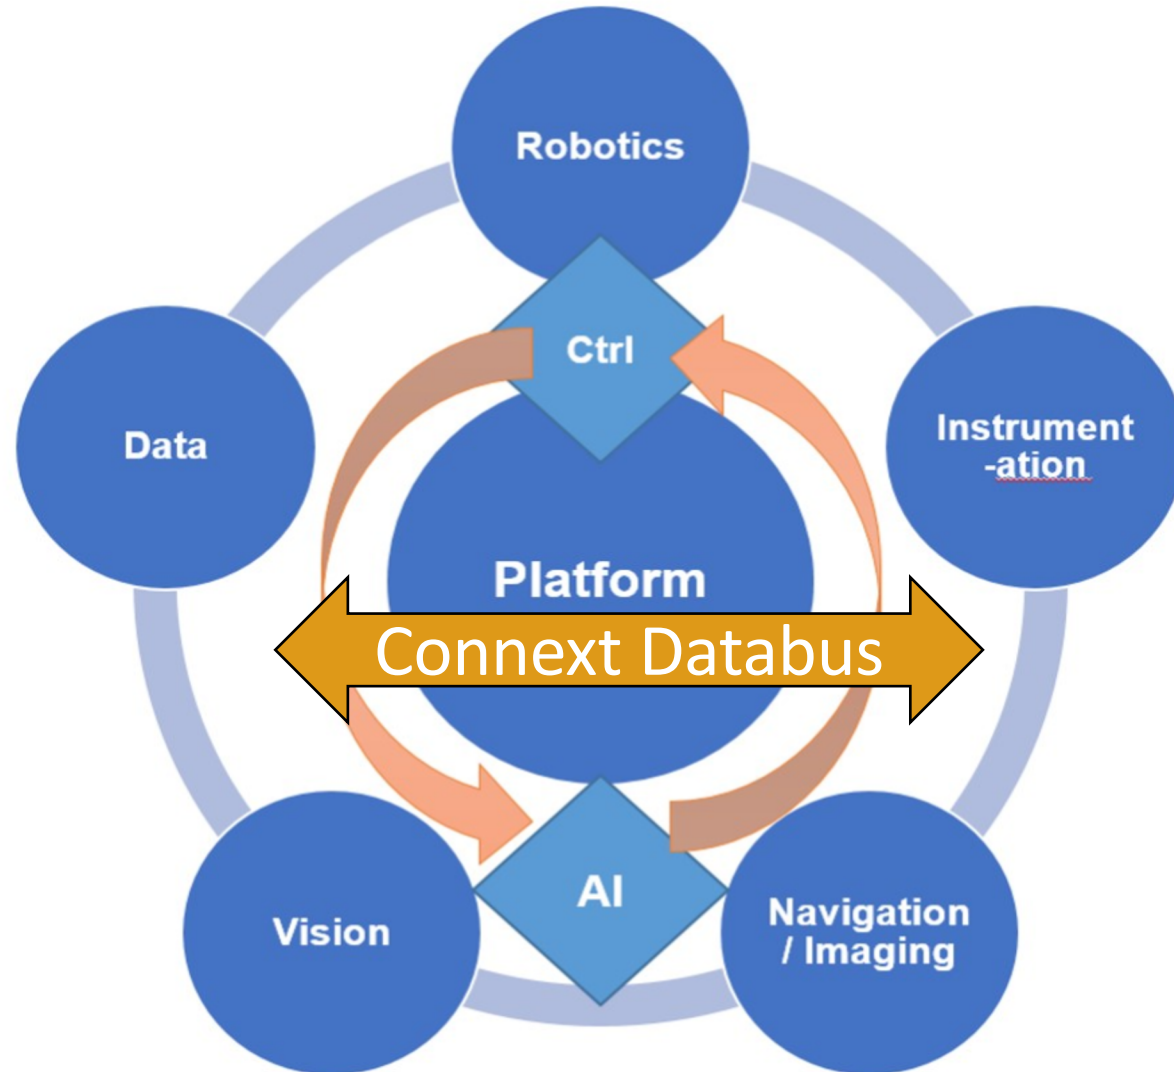 Robotics
Ctrl
Data
Instrument
-ation
Platform
Connext Databus
AI
Vision
Navigation
/ Imaging